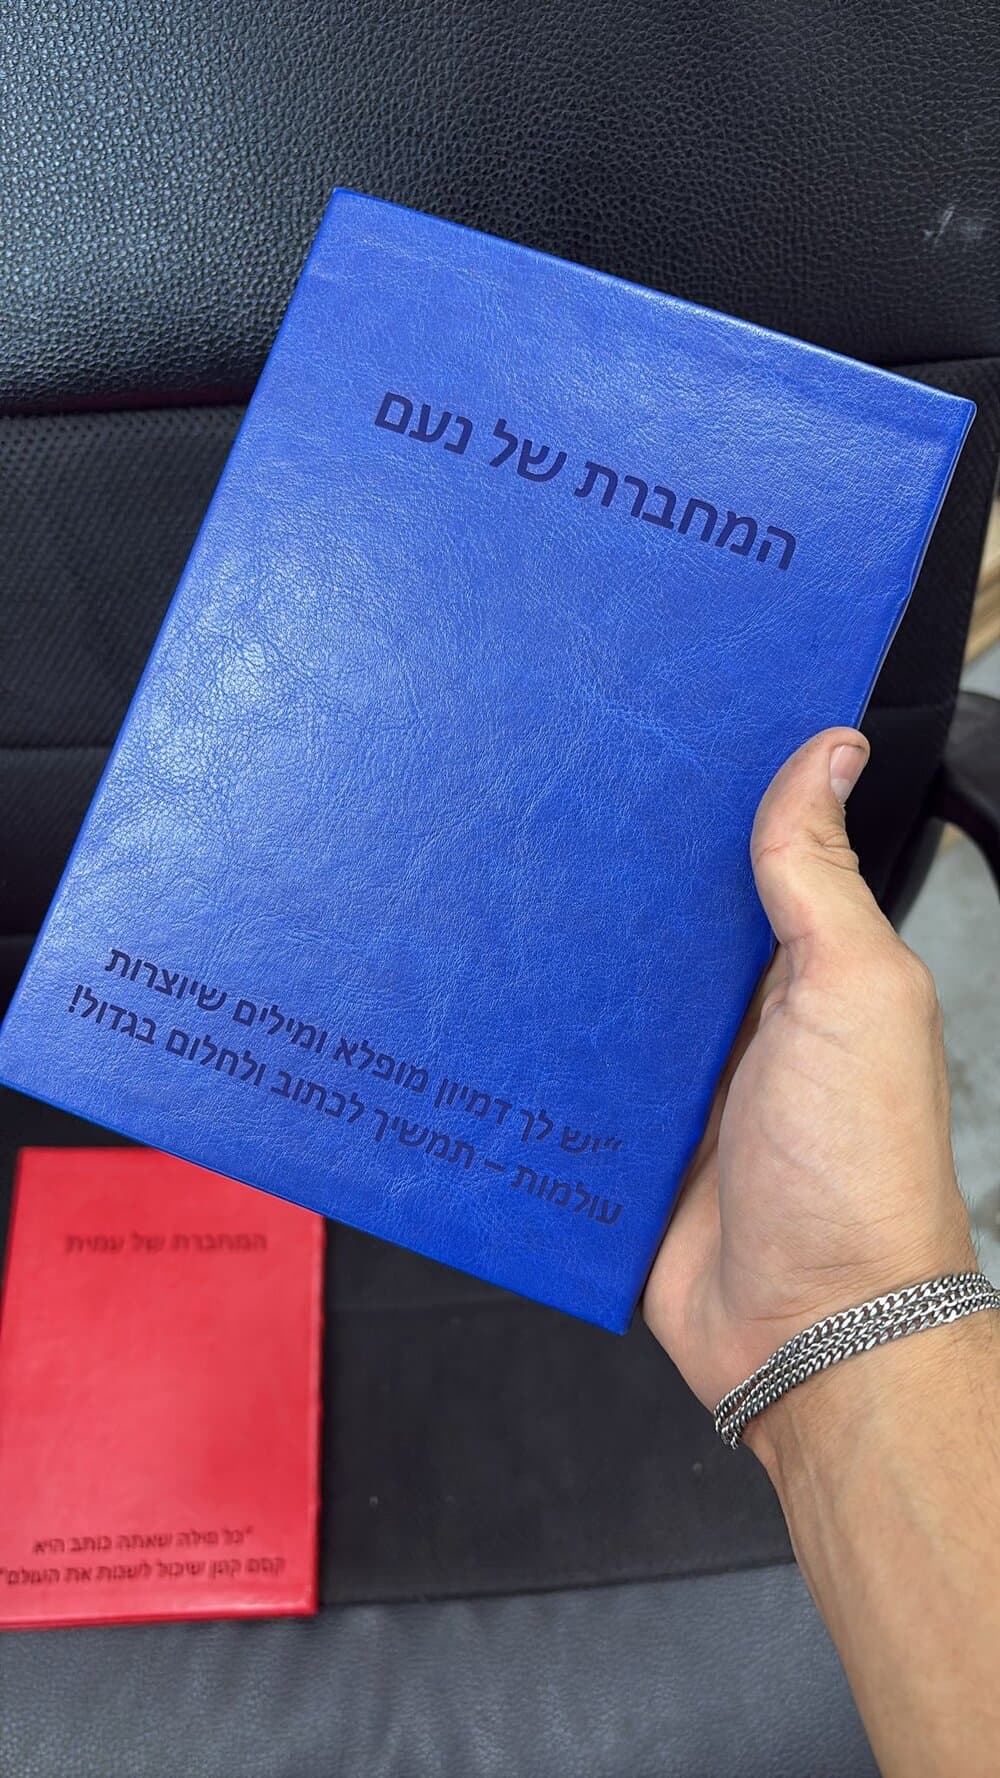 המחברת של נעם
"יש לך דמיון מופלא ומילים שיוצרות
עולמות – תמשיך לכתוב ולחלום בגדול!
המחברת של עמית
"כל מילה שאתה כותב היא
קסם קטן שיכול לשנות את העולם"